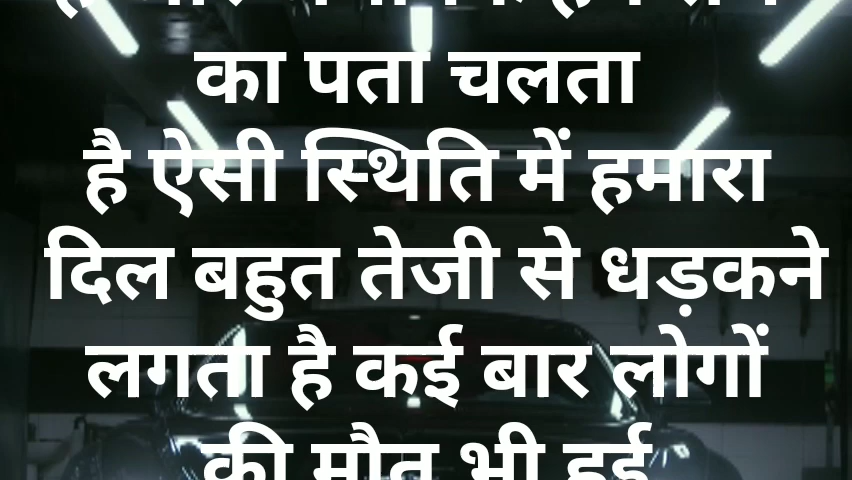 का पता चलता
है ऐसी स्थिति में हमारा
दिल बहुत तेजी से धड़कने
लगता है कई बार लोगों
की मौत भी हुई